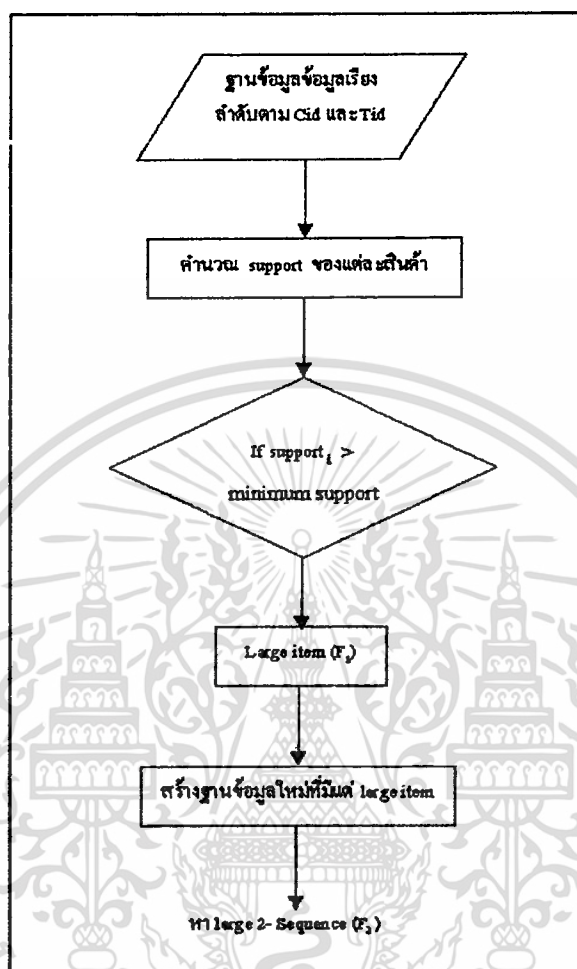 ฐานข้อมูลข้อมูลเรียง
ลำดับตาม Cid และ Tid
คำนวณ support ของแต่ละสินค้า
If supportᵢ >
minimum support
Large item (F₁)
สร้างฐานข้อมูลใหม่ที่มีแต่ large item
หา large 2- Sequence (F₂)